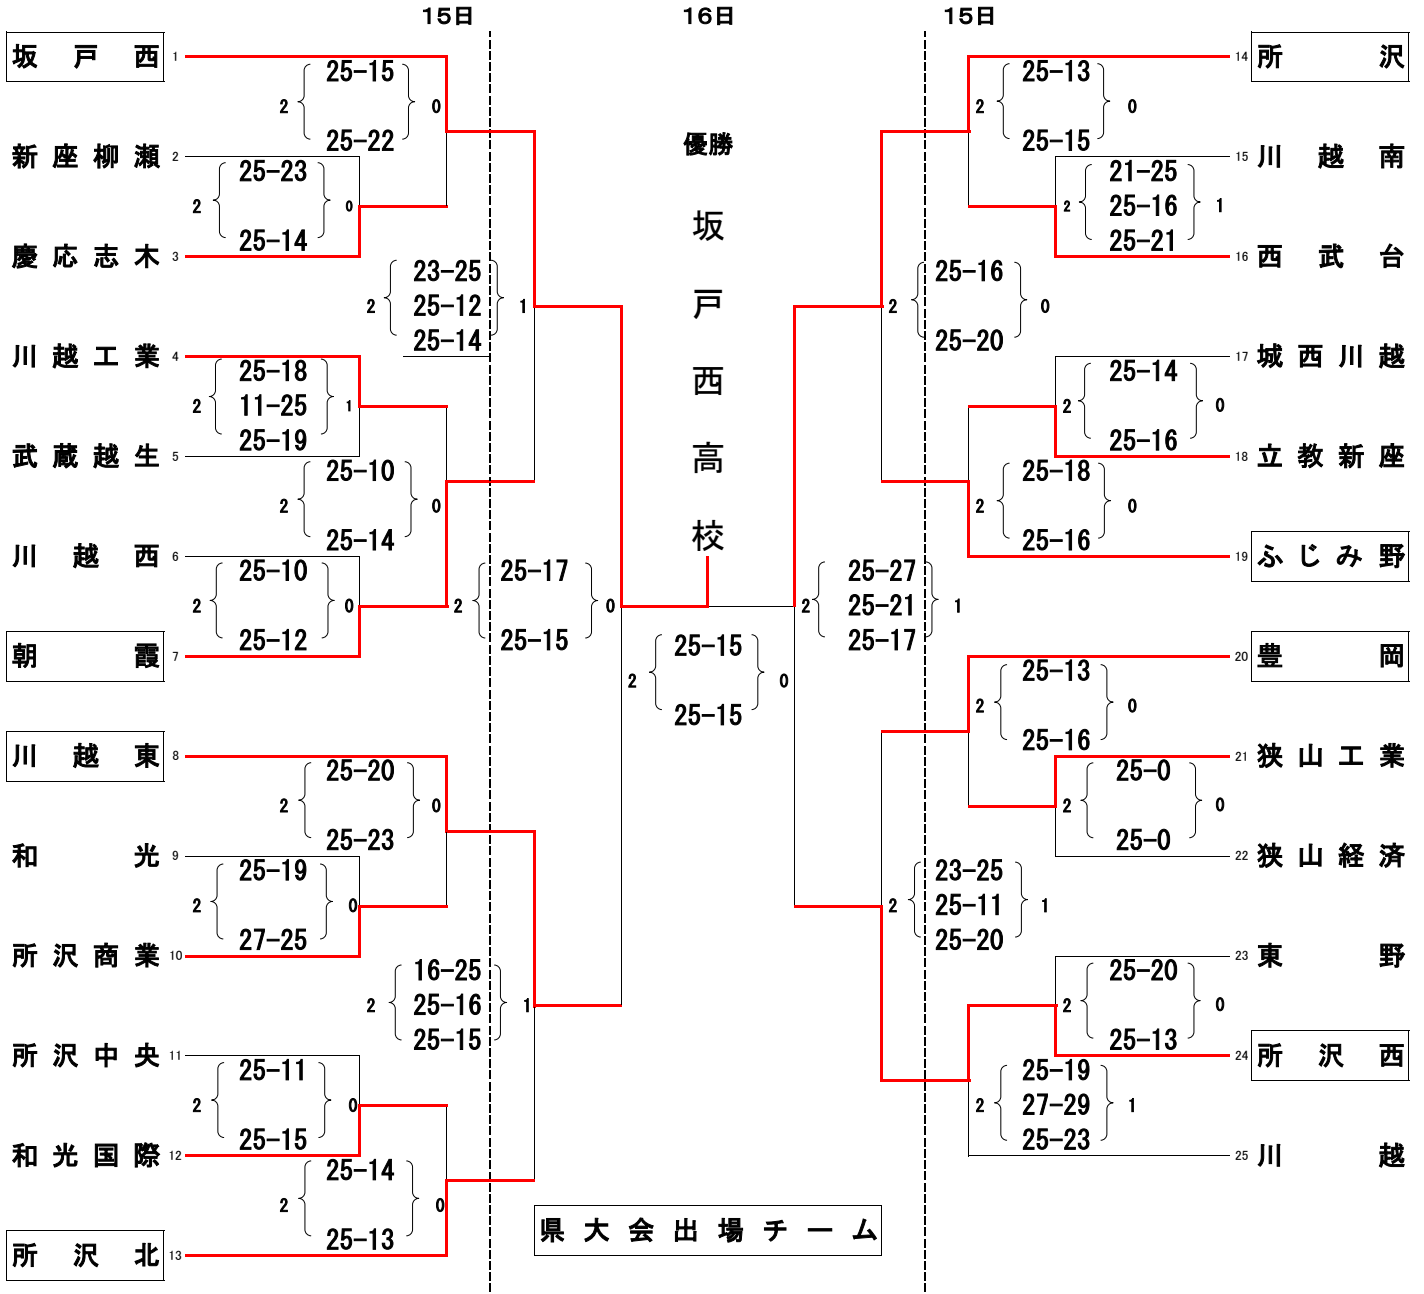 15日 16日 15日
優勝
坂戸西高校
坂戸西 1
新座柳瀬 2
慶応志木 3
川越工業 4
武蔵越生 5
川越西 6
朝霞 7
川越東 8
和光 9
所沢商業 10
所沢中央 11
和光国際 12
所沢北 13
2 25-15 0
25-22
2 25-23 0
25-14
2 23-25 1
25-12
25-14
2 25-18 1
11-25
25-19
2 25-10 0
25-14
2 25-10 0
25-12
2 25-17 0
25-15
2 25-20 0
25-23
2 25-19 0
27-25
2 16-25 1
25-16
25-15
2 25-11 0
25-15
2 25-14 0
25-13
2 25-15 0
25-15
14 所沢
15 川越南
16 西武台
17 城西川越
18 立教新座
19 ふじみ野
20 豊岡
21 狭山工業
22 狭山経済
23 東野
24 所沢西
25 川越
2 25-13 0
25-15
2 21-25 1
25-16
25-21
2 25-16 0
25-20
2 25-14 0
25-16
2 25-18 0
25-16
2 25-27 1
25-21
25-17
2 25-13 0
25-16
2 25-0 0
25-0
2 23-25 1
25-11
25-20
2 25-20 0
25-13
2 25-19 1
27-29
25-23
県大会出場チーム